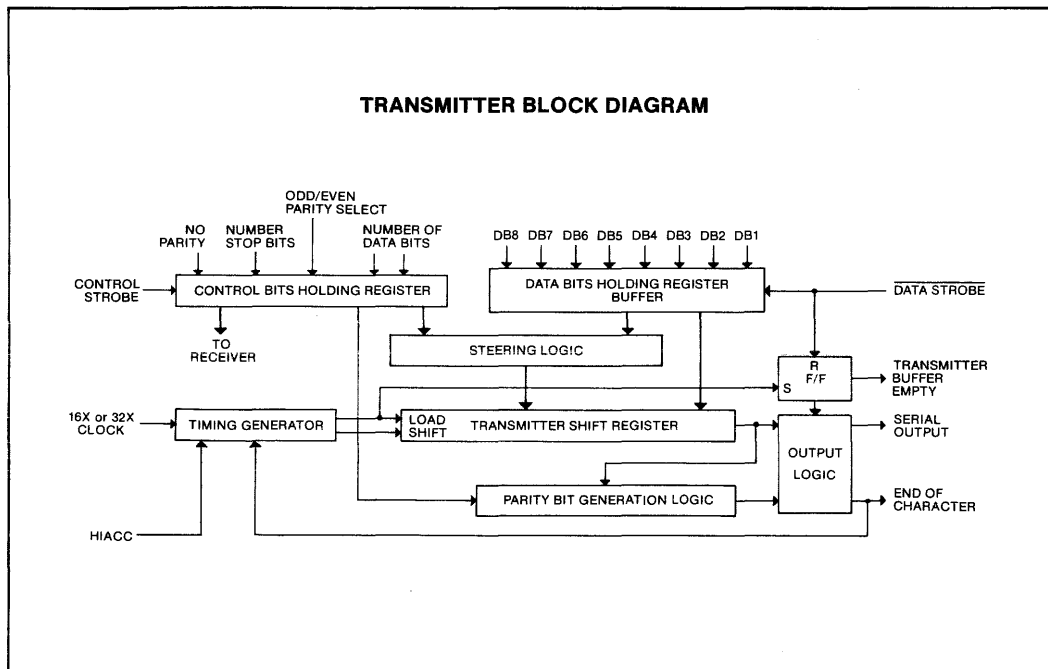 TRANSMITTER BLOCK DIAGRAM
ODD/EVEN
PARITY SELECT
NO
PARITY
NUMBER
STOP BITS
NUMBER OF
DATA BITS
DB8 DB7 DB6 DB5 DB4 DB3 DB2 DB1
CONTROL
STROBE
CONTROL BITS HOLDING REGISTER
DATA BITS HOLDING REGISTER
BUFFER
DATA STROBE
TO
RECEIVER
STEERING LOGIC
R
F/F
S
TRANSMITTER
BUFFER
EMPTY
16X or 32X
CLOCK
TIMING GENERATOR
LOAD
SHIFT
TRANSMITTER SHIFT REGISTER
OUTPUT
LOGIC
SERIAL
OUTPUT
PARITY BIT GENERATION LOGIC
END OF
CHARACTER
HIACC